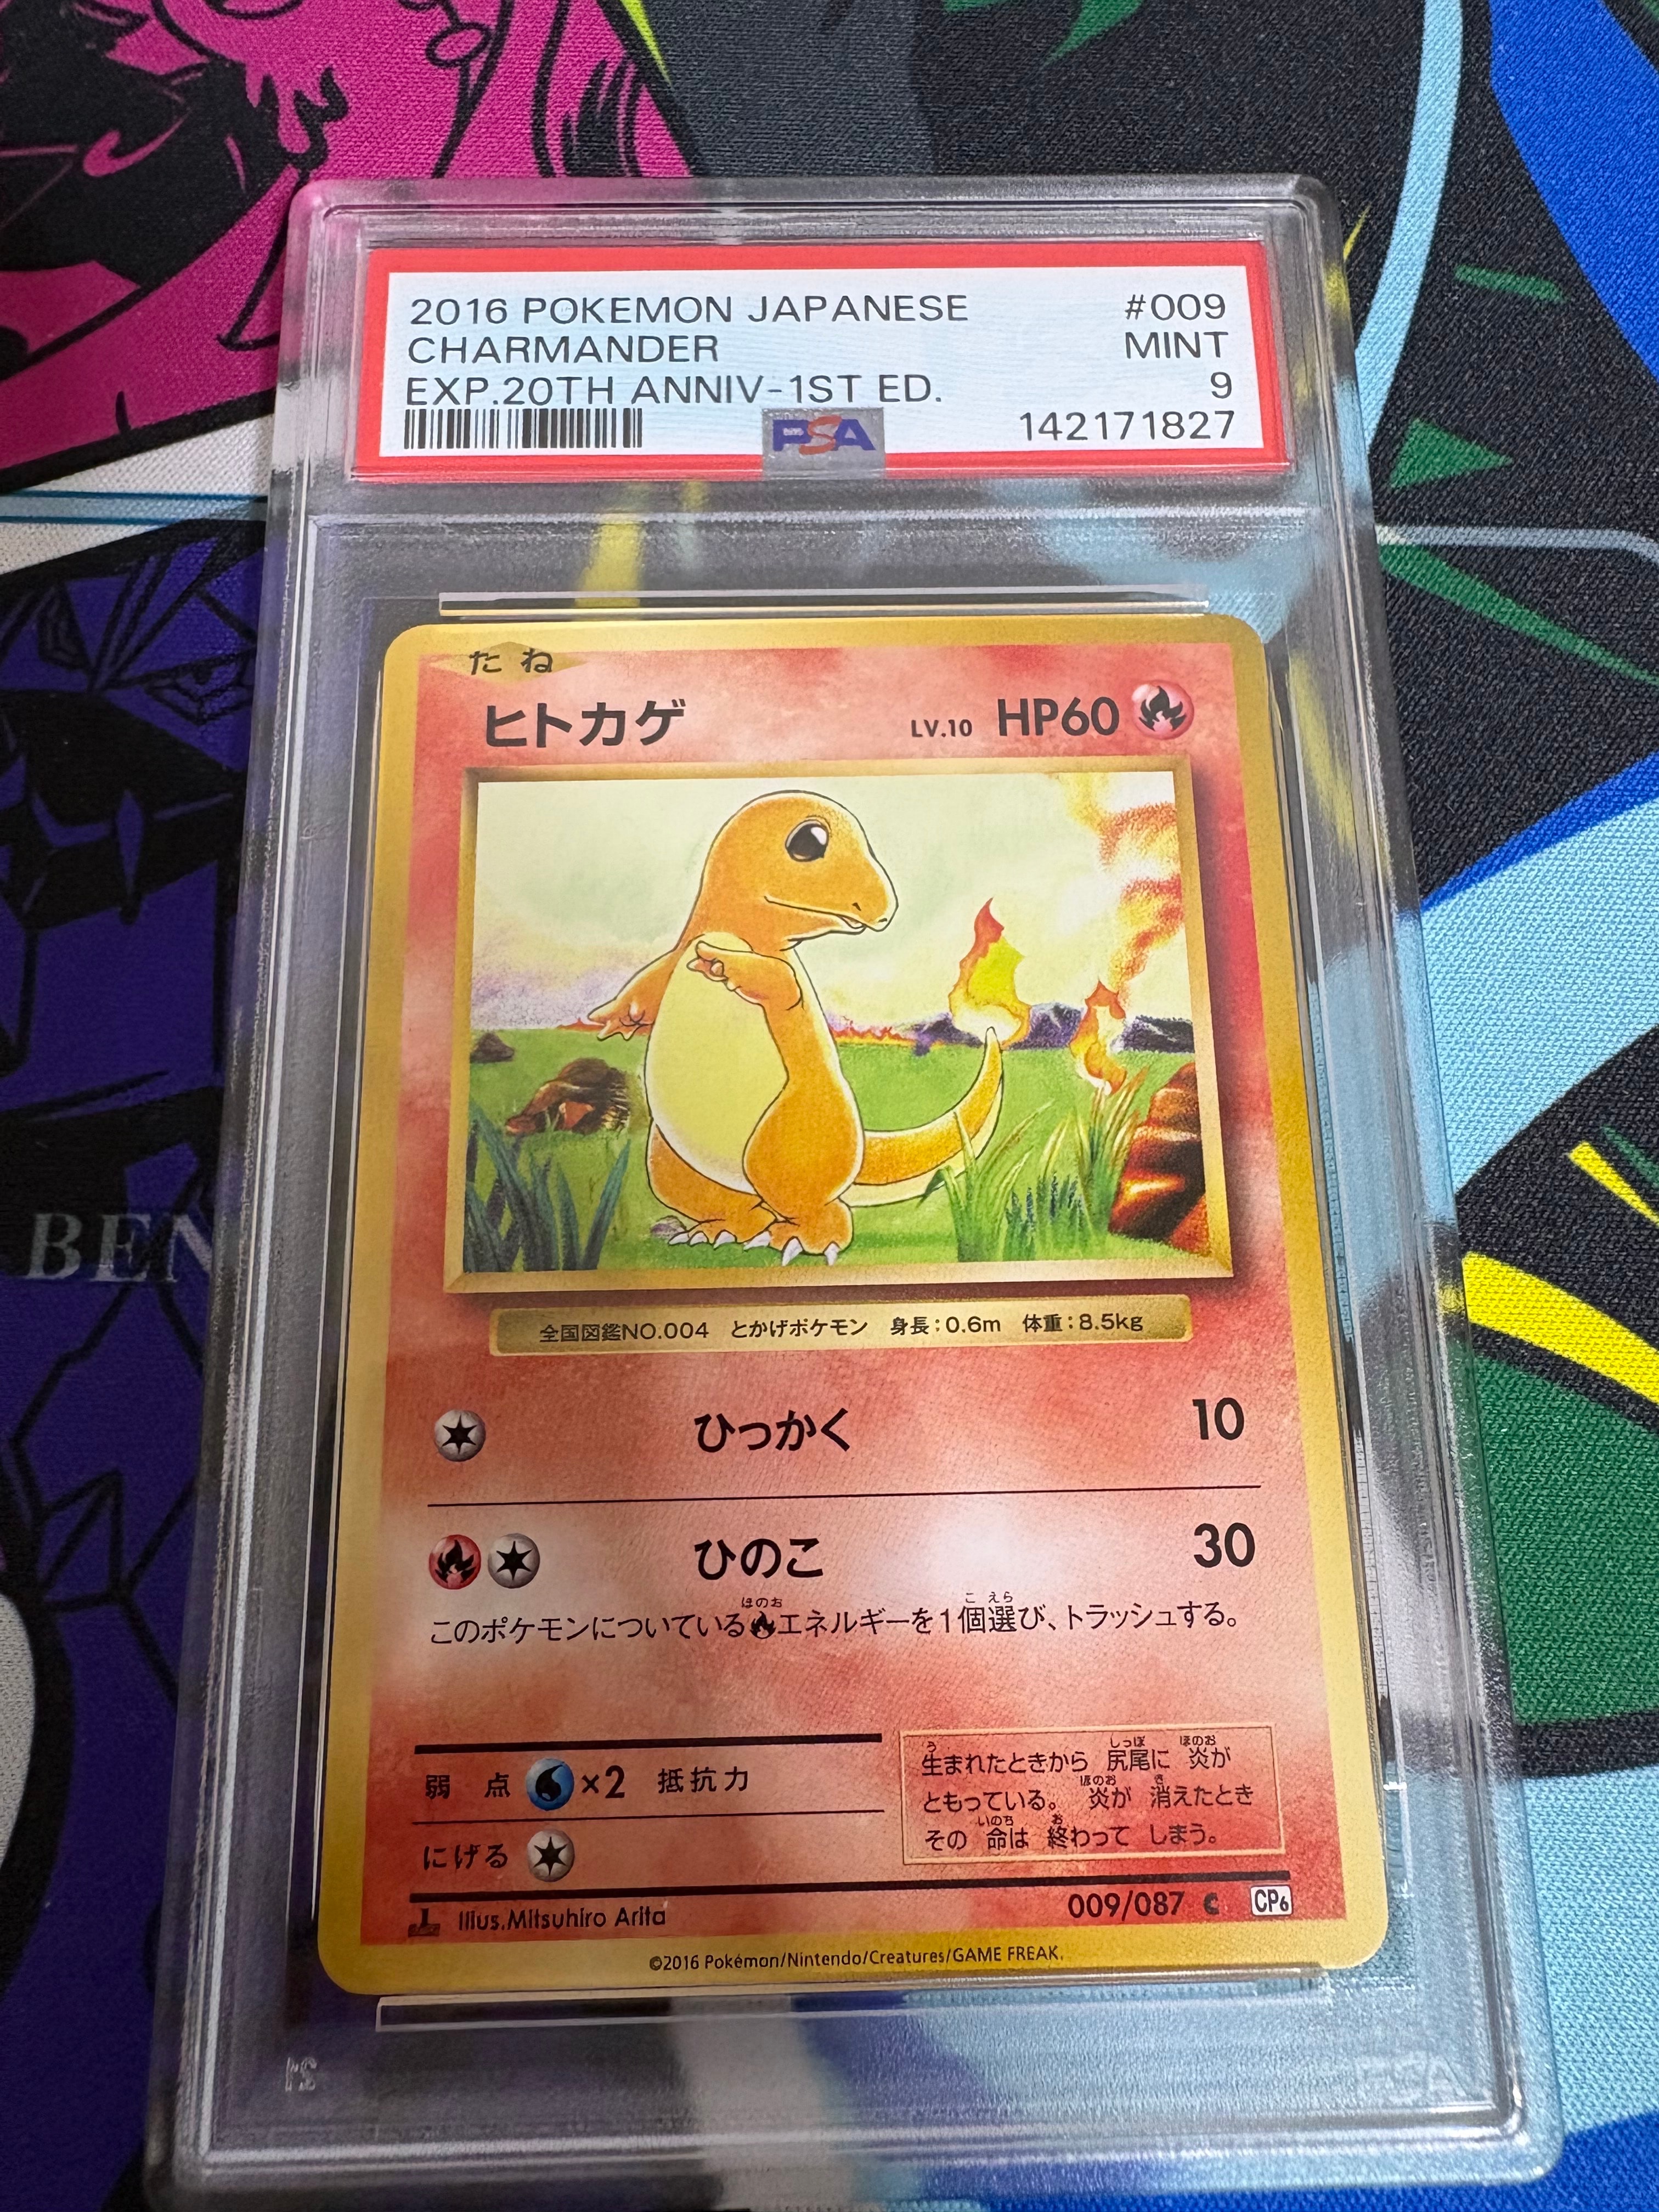 2016 POKEMON JAPANESE #009
CHARMANDER MINT
EXP.20TH ANNIV-1ST ED. 9
PSA 142171827
たね
ヒトカゲ LV.10 HP60
全国図鑑NO.004 とかげポケモン 身長:0.6m 体重:8.5kg
ひっかく 10
ひのこ 30
このポケモンについているエネルギーを1個選び、トラッシュする。
弱点 ×2 抵抗力
にげる
生まれたときから 尻尾に 炎が
ともっている。 炎が 消えたとき
その 命は 終わって しまう。
Illus.Mitsuhiro Arita 009/087 C CP6
©2016 Pokémon/Nintendo/Creatures/GAME FREAK.
BEN
PSA